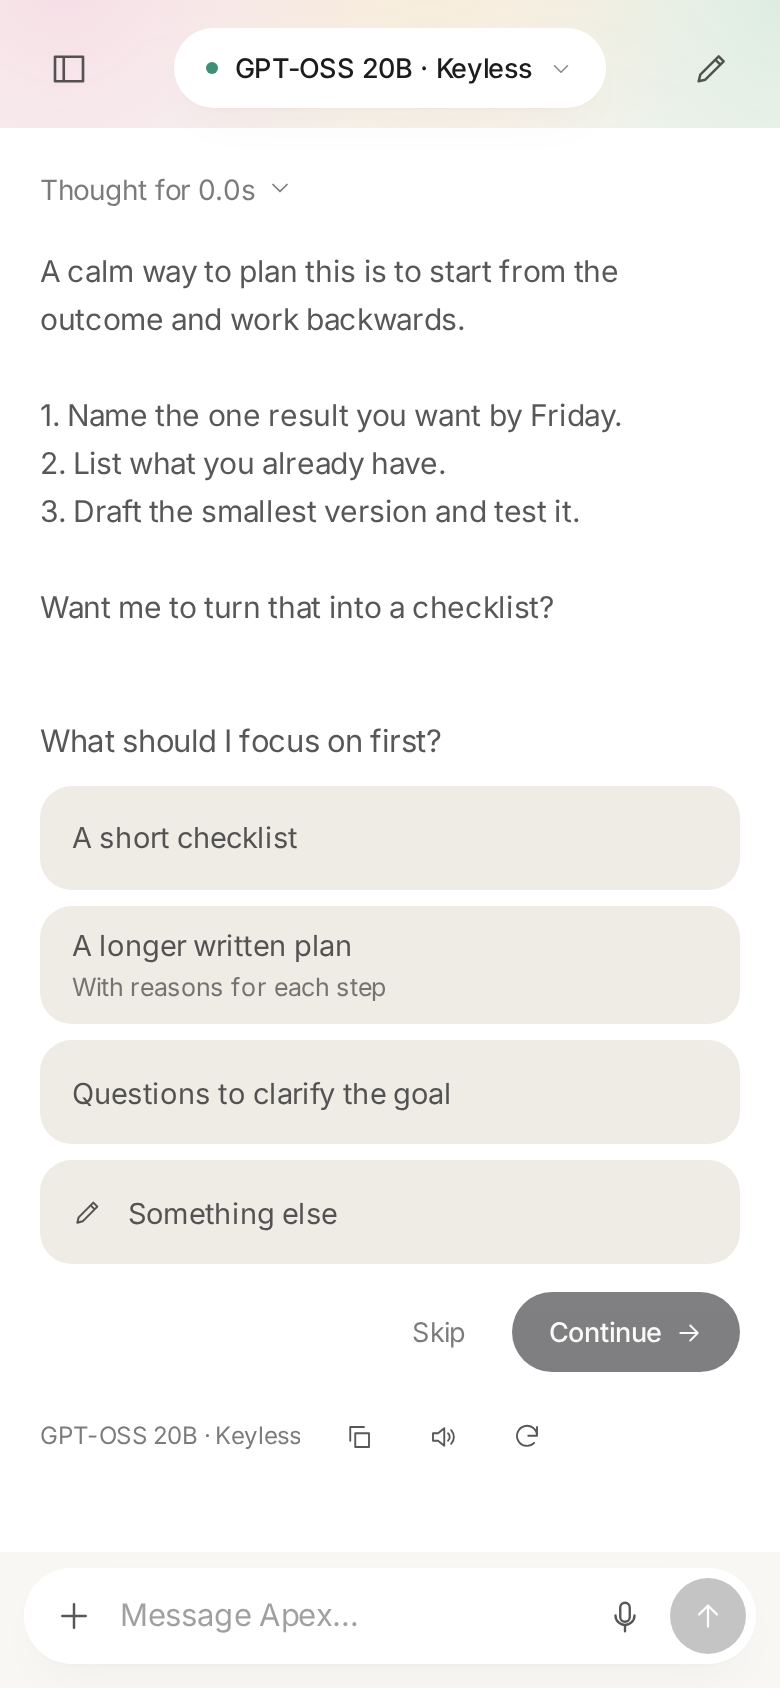 GPT-OSS 20B · Keyless
Thought for 0.0s
A calm way to plan this is to start from the
outcome and work backwards.
1. Name the one result you want by Friday.
2. List what you already have.
3. Draft the smallest version and test it.
Want me to turn that into a checklist?
What should I focus on first?
A short checklist
A longer written plan
With reasons for each step
Questions to clarify the goal
Something else
Skip
Continue →
GPT-OSS 20B · Keyless
Message Apex...